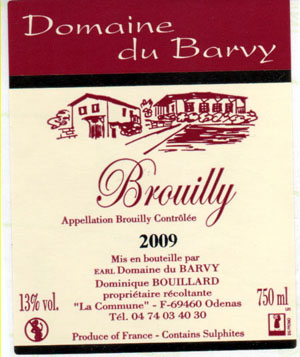 Domaine
du Barvy
Brouilly
Appellation Brouilly Contrôlée
2009
Mis en bouteille par
EARL Domaine du BARVY
Dominique BOUILLARD
propriétaire récoltante
"La Commune" - F-69460 Odenas
Tél. 04 74 03 40 30
13% vol.
750 ml
Produce of France - Contains Sulphites